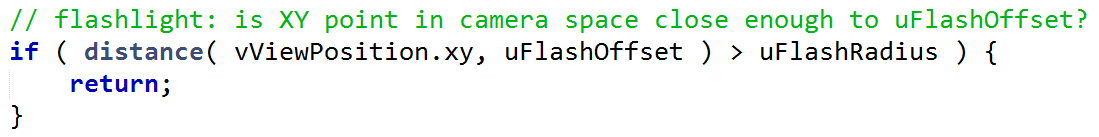 // flashlight: is XY point in camera space close enough to uFlashOffset?
if ( distance( vViewPosition.xy, uFlashOffset ) > uFlashRadius ) {
    return;
}